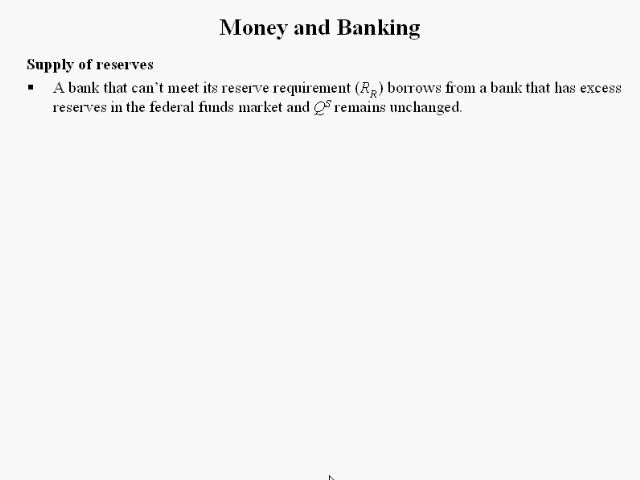 Money and Banking
Supply of reserves
▪ A bank that can't meet its reserve requirement (R_R) borrows from a bank that has excess
reserves in the federal funds market and Q^S remains unchanged.